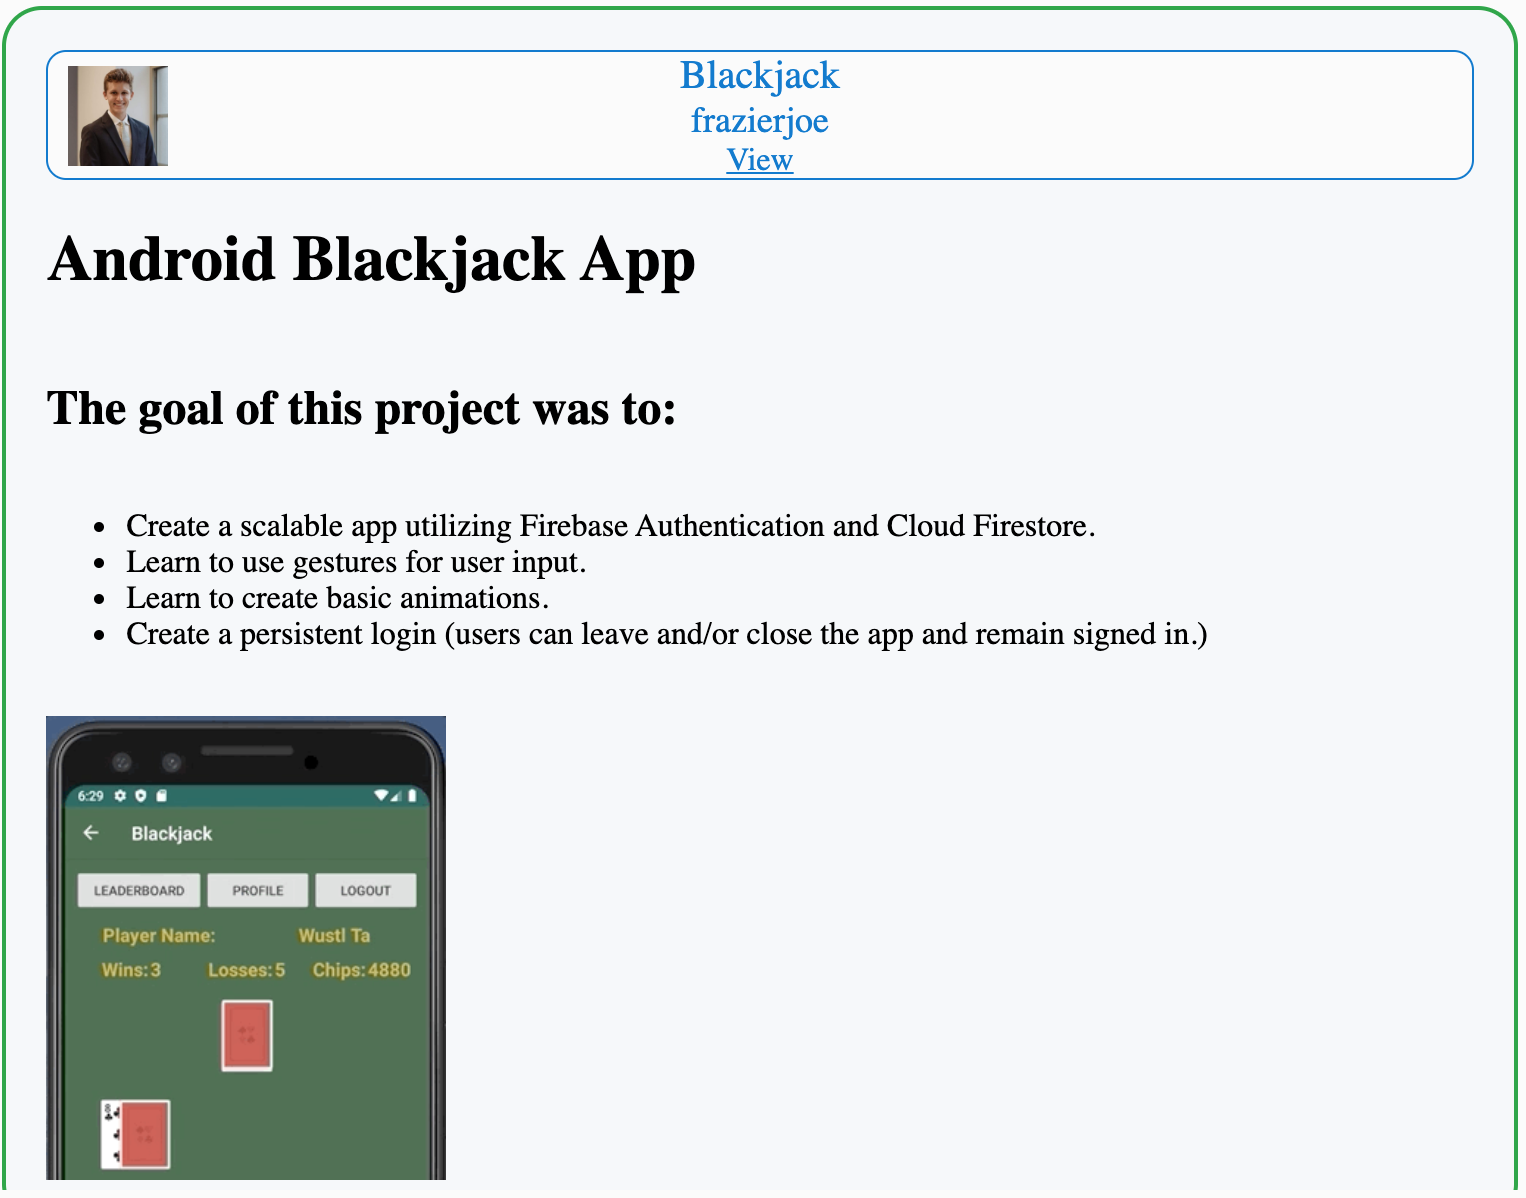 Blackjack
frazierjoe
View
Android Blackjack App
The goal of this project was to:
Create a scalable app utilizing Firebase Authentication and Cloud Firestore.
Learn to use gestures for user input.
Learn to create basic animations.
Create a persistent login (users can leave and/or close the app and remain signed in.)
6:29
Blackjack
LEADERBOARD PROFILE LOGOUT
Player Name: Wustl Ta
Wins: 3 Losses: 5 Chips: 4880